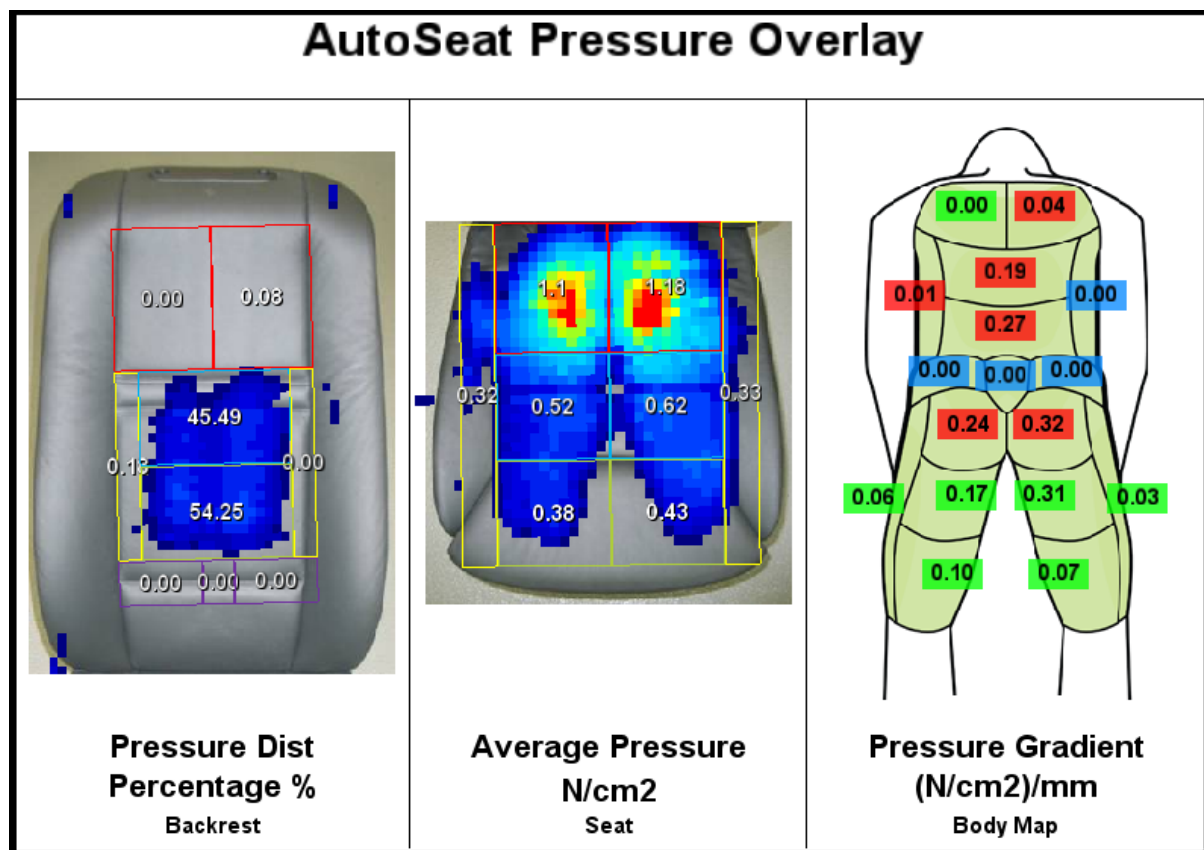 AutoSeat Pressure Overlay
0.00 0.08
45.49
0.13 0.00
54.25
0.00 0.00 0.00
Pressure Dist
Percentage %
Backrest
1.1 1.18
0.32 0.52 0.62 0.33
0.38 0.43
Average Pressure
N/cm2
Seat
0.00 0.04
0.19
0.01 0.00
0.27
0.00 0.00 0.00
0.24 0.32
0.06 0.17 0.31 0.03
0.10 0.07
Pressure Gradient
(N/cm2)/mm
Body Map